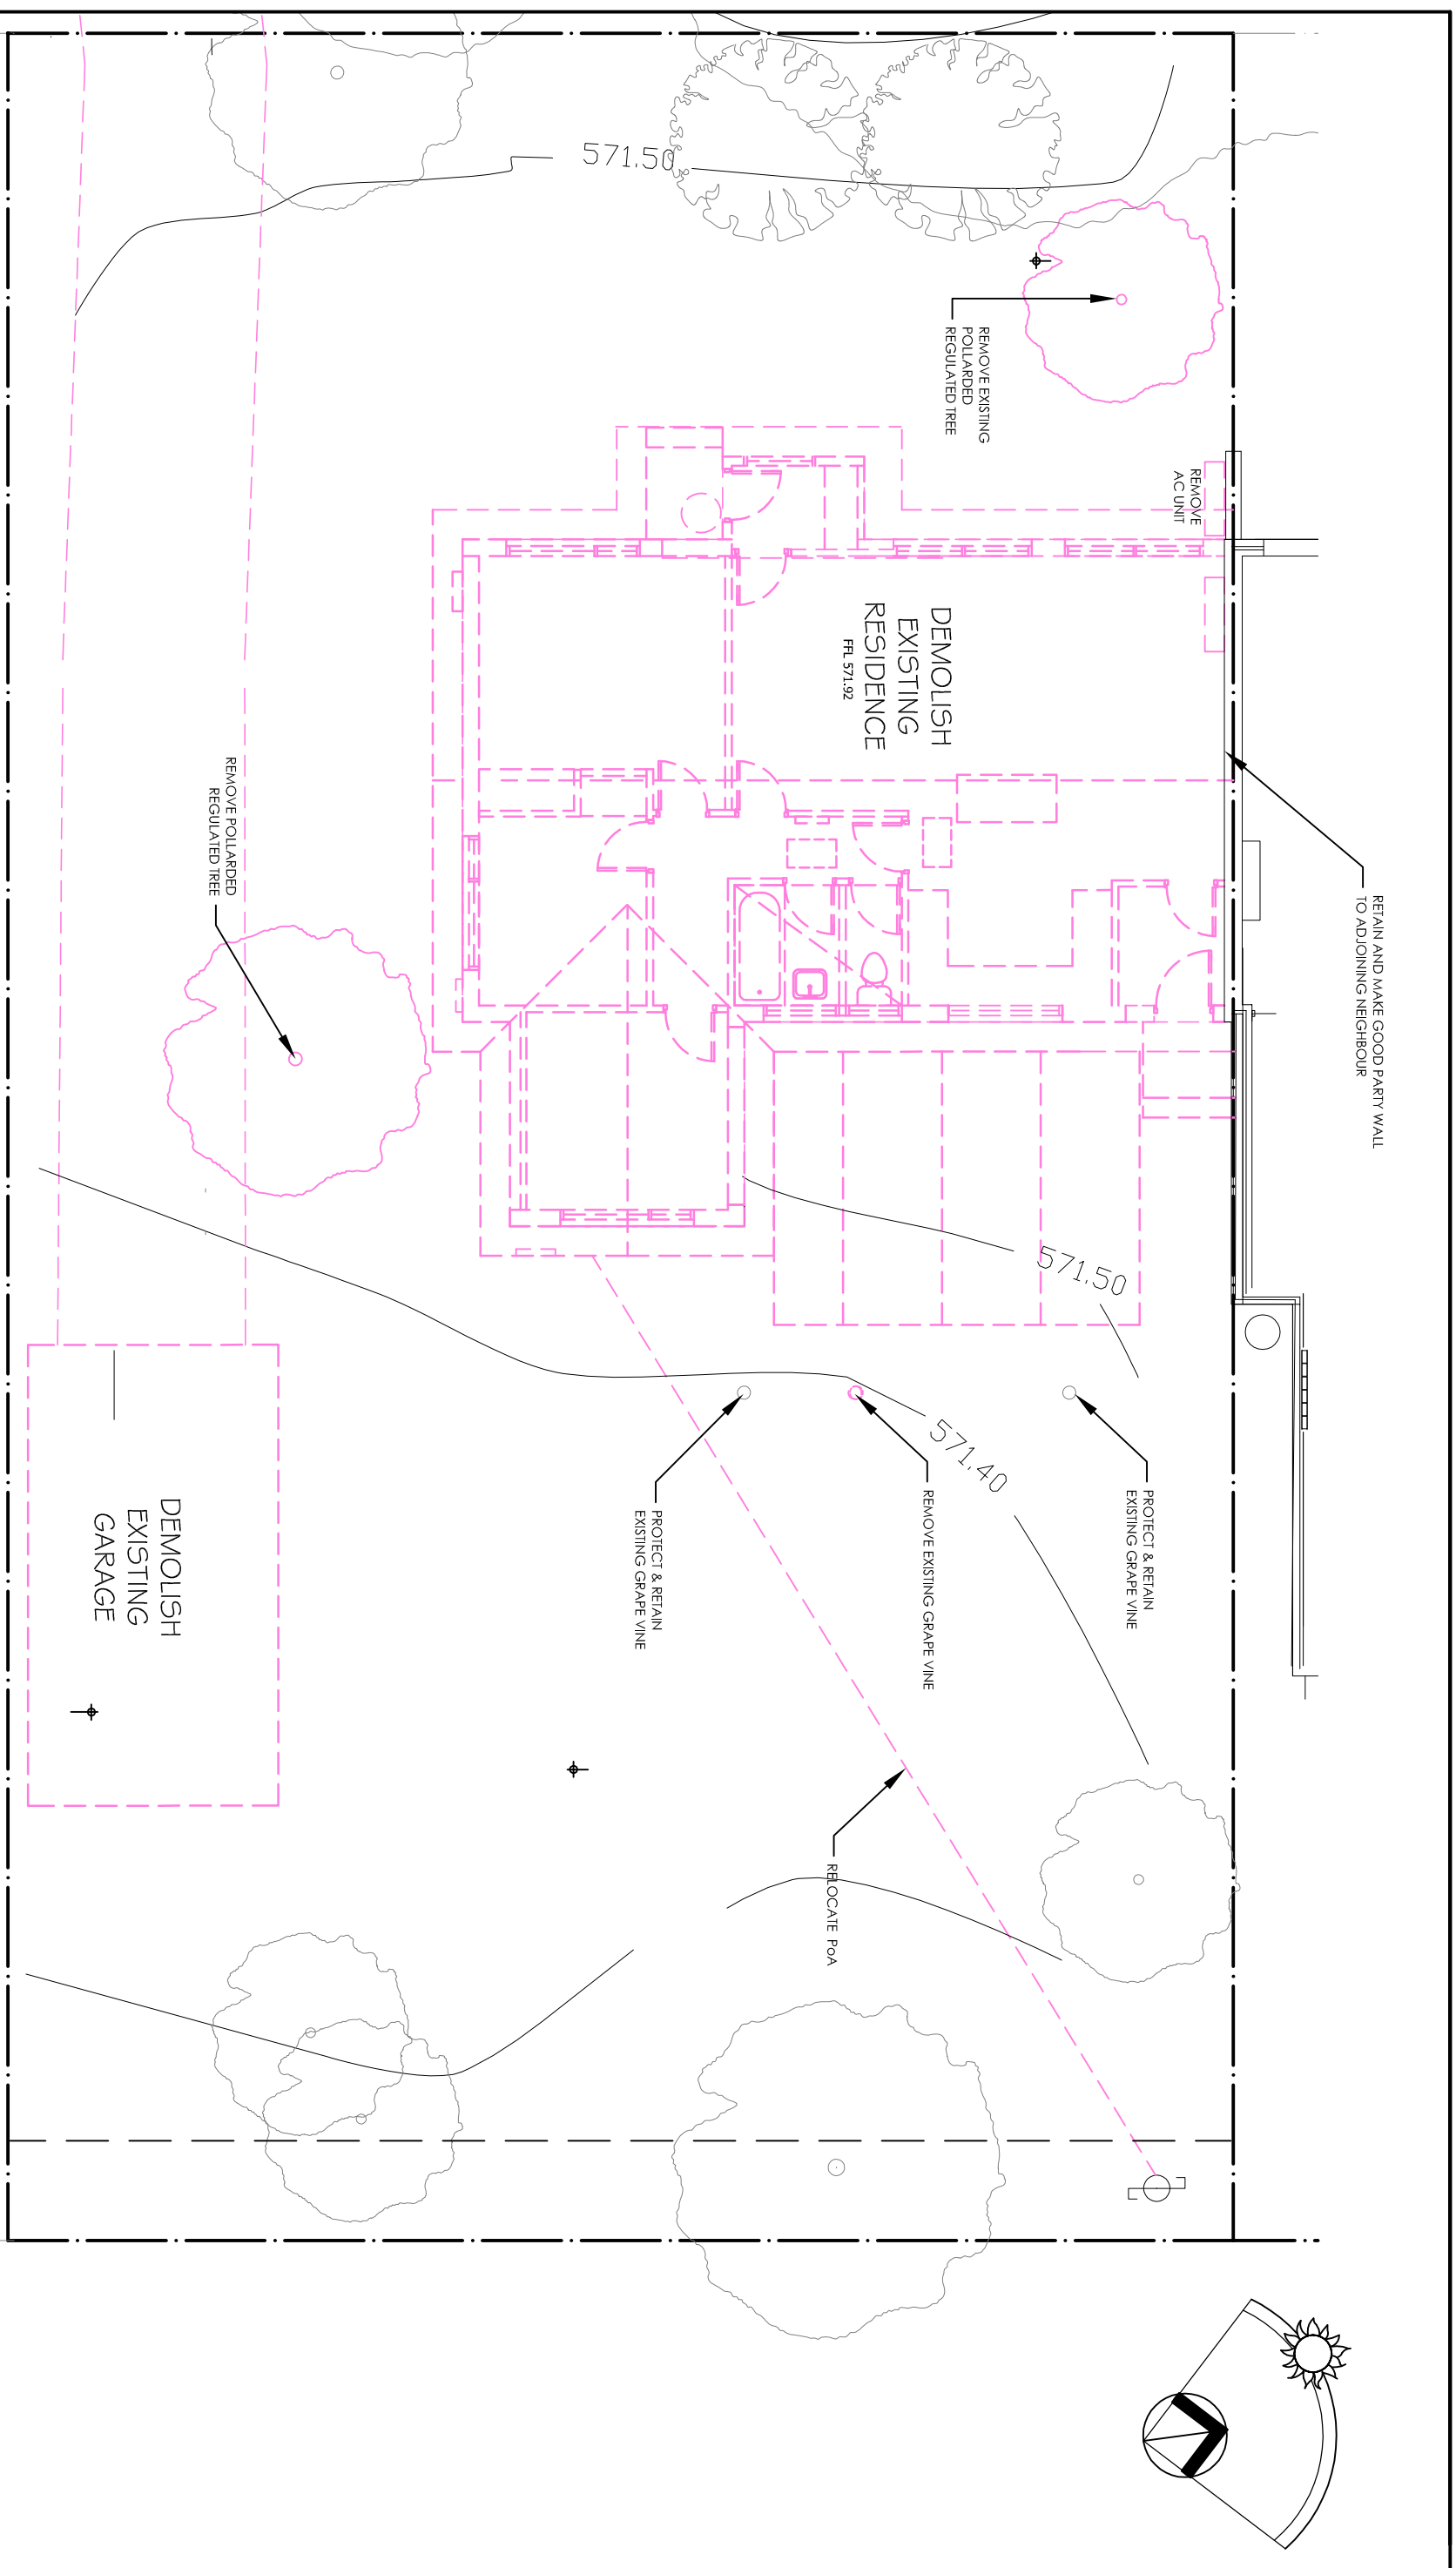 571.50
REMOVE EXISTING
POLLARDED
REGULATED TREE
REMOVE
AC UNIT
DEMOLISH
EXISTING
RESIDENCE
FFL 571.92
RETAIN AND MAKE GOOD PARTY WALL
TO ADJOINING NEIGHBOUR
REMOVE POLLARDED
REGULATED TREE
571.50
571.40
PROTECT & RETAIN
EXISTING GRAPE VINE
REMOVE EXISTING GRAPE VINE
PROTECT & RETAIN
EXISTING GRAPE VINE
DEMOLISH
EXISTING
GARAGE
RELOCATE PoA